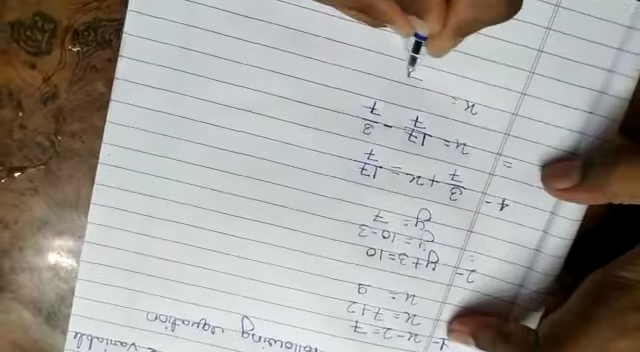 variable
following equation
1- x-2=7
x=7+2
x=9
2- y+3=10
= y=10-3
y=7
4- 3/7 + x = 17/7
= x = 17/7 - 3/7
x =